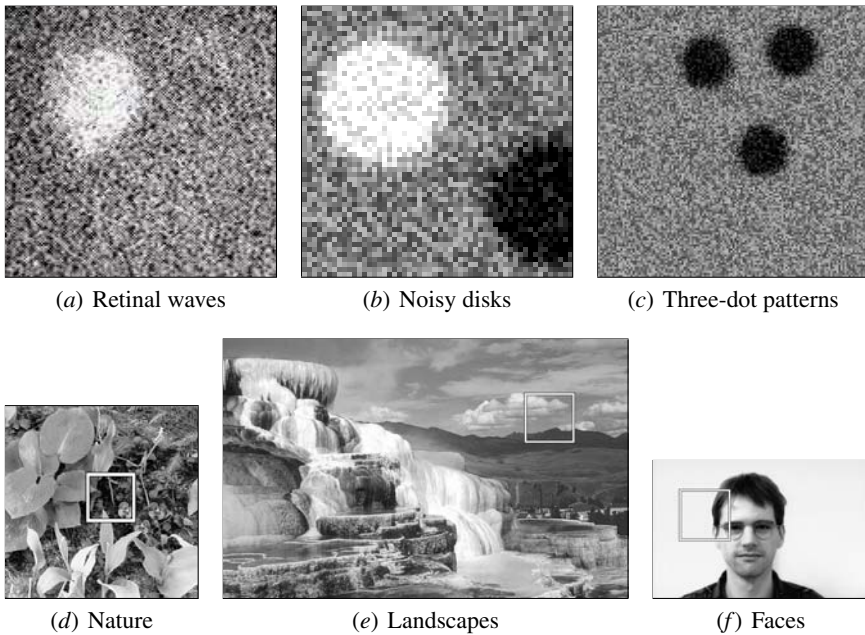 (a) Retinal waves
(b) Noisy disks
(c) Three-dot patterns
(d) Nature
(e) Landscapes
(f) Faces